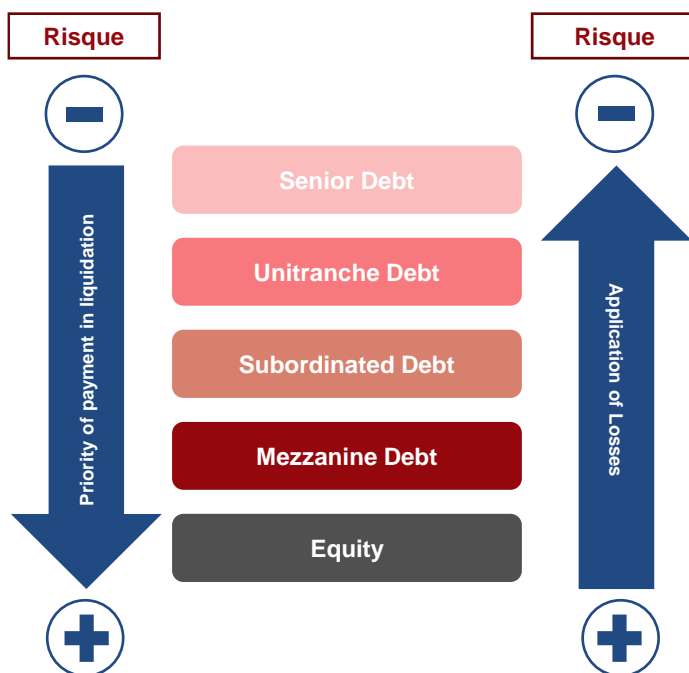 Risque
Risque
Senior Debt
Unitranche Debt
Subordinated Debt
Mezzanine Debt
Equity
Priority of payment in liquidation
Application of Losses